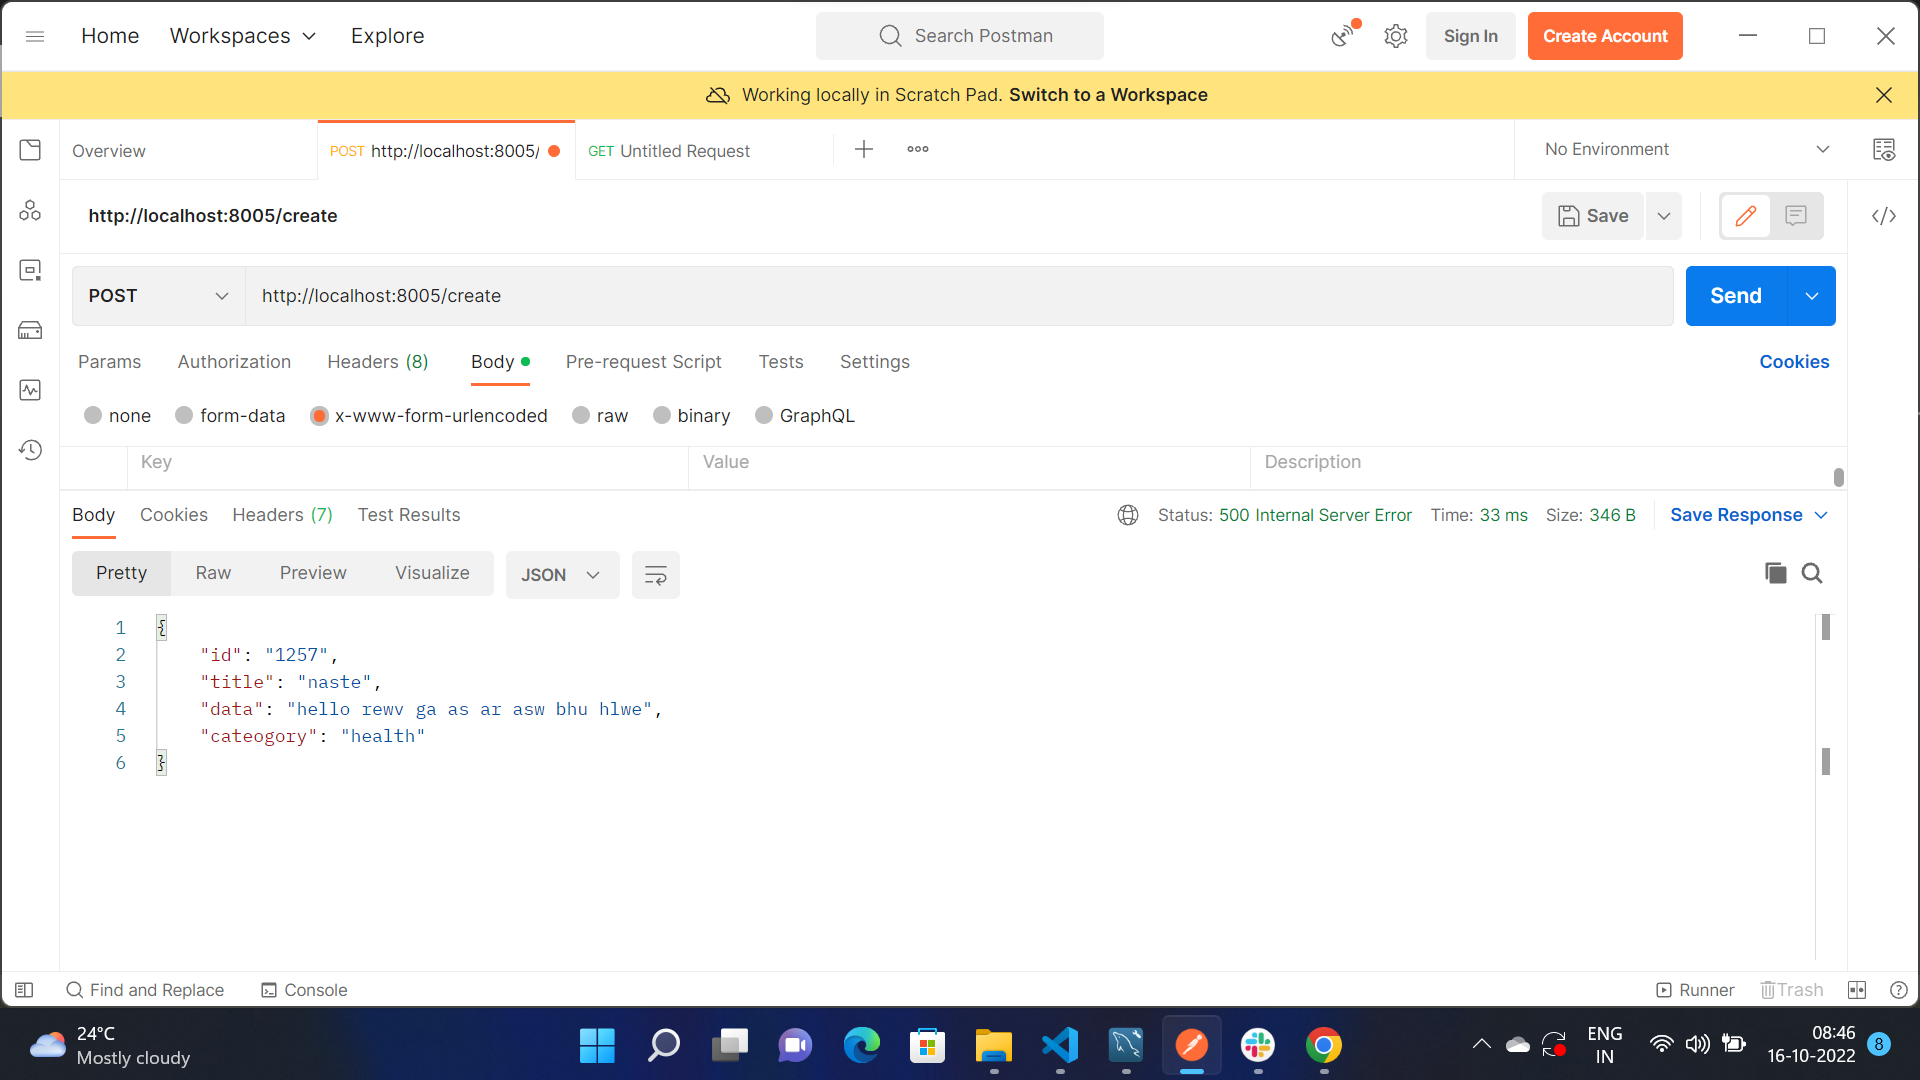 Home Workspaces Explore Search Postman Sign In Create Account
Working locally in Scratch Pad. Switch to a Workspace
Overview POST http://localhost:8005/ GET Untitled Request No Environment
http://localhost:8005/create Save
POST http://localhost:8005/create Send
Params Authorization Headers (8) Body Pre-request Script Tests Settings Cookies
none form-data x-www-form-urlencoded raw binary GraphQL
Key Value Description
Body Cookies Headers (7) Test Results Status: 500 Internal Server Error Time: 33 ms Size: 346 B Save Response
Pretty Raw Preview Visualize JSON
1 {
2 "id": "1257",
3 "title": "naste",
4 "data": "hello rewv ga as ar asw bhu hlwe",
5 "cateogory": "health"
6 }
Find and Replace Console Runner Trash
24°C ENG 08:46
Mostly cloudy IN 16-10-2022 8